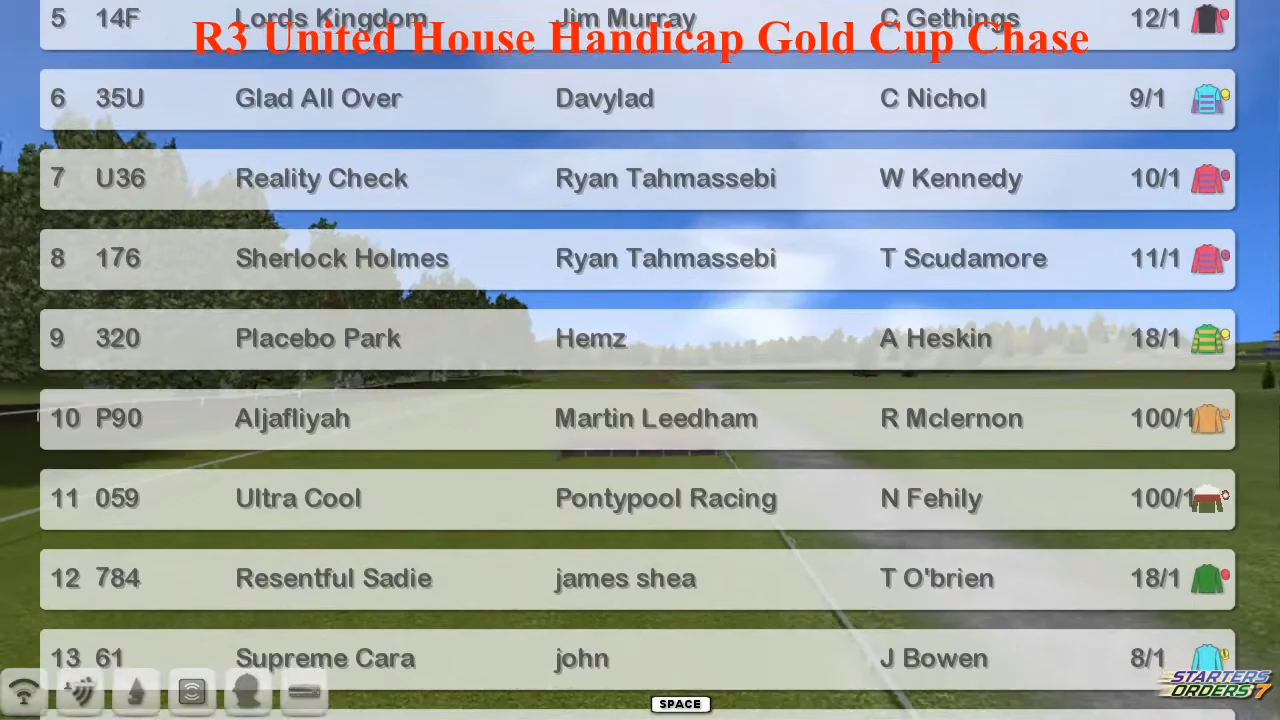 5 14F Lords Kingdom Jim Murray C Gethings 12/1
R3 United House Handicap Gold Cup Chase
6 35U Glad All Over Davylad C Nichol 9/1
7 U36 Reality Check Ryan Tahmassebi W Kennedy 10/1
8 176 Sherlock Holmes Ryan Tahmassebi T Scudamore 11/1
9 320 Placebo Park Hemz A Heskin 18/1
10 P90 Aljafliyah Martin Leedham R Mclernon 100/1
11 059 Ultra Cool Pontypool Racing N Fehily 100/1
12 784 Resentful Sadie james shea T O'brien 18/1
13 61 Supreme Cara john J Bowen 8/1
STARTERS
ORDERS 7
SPACE